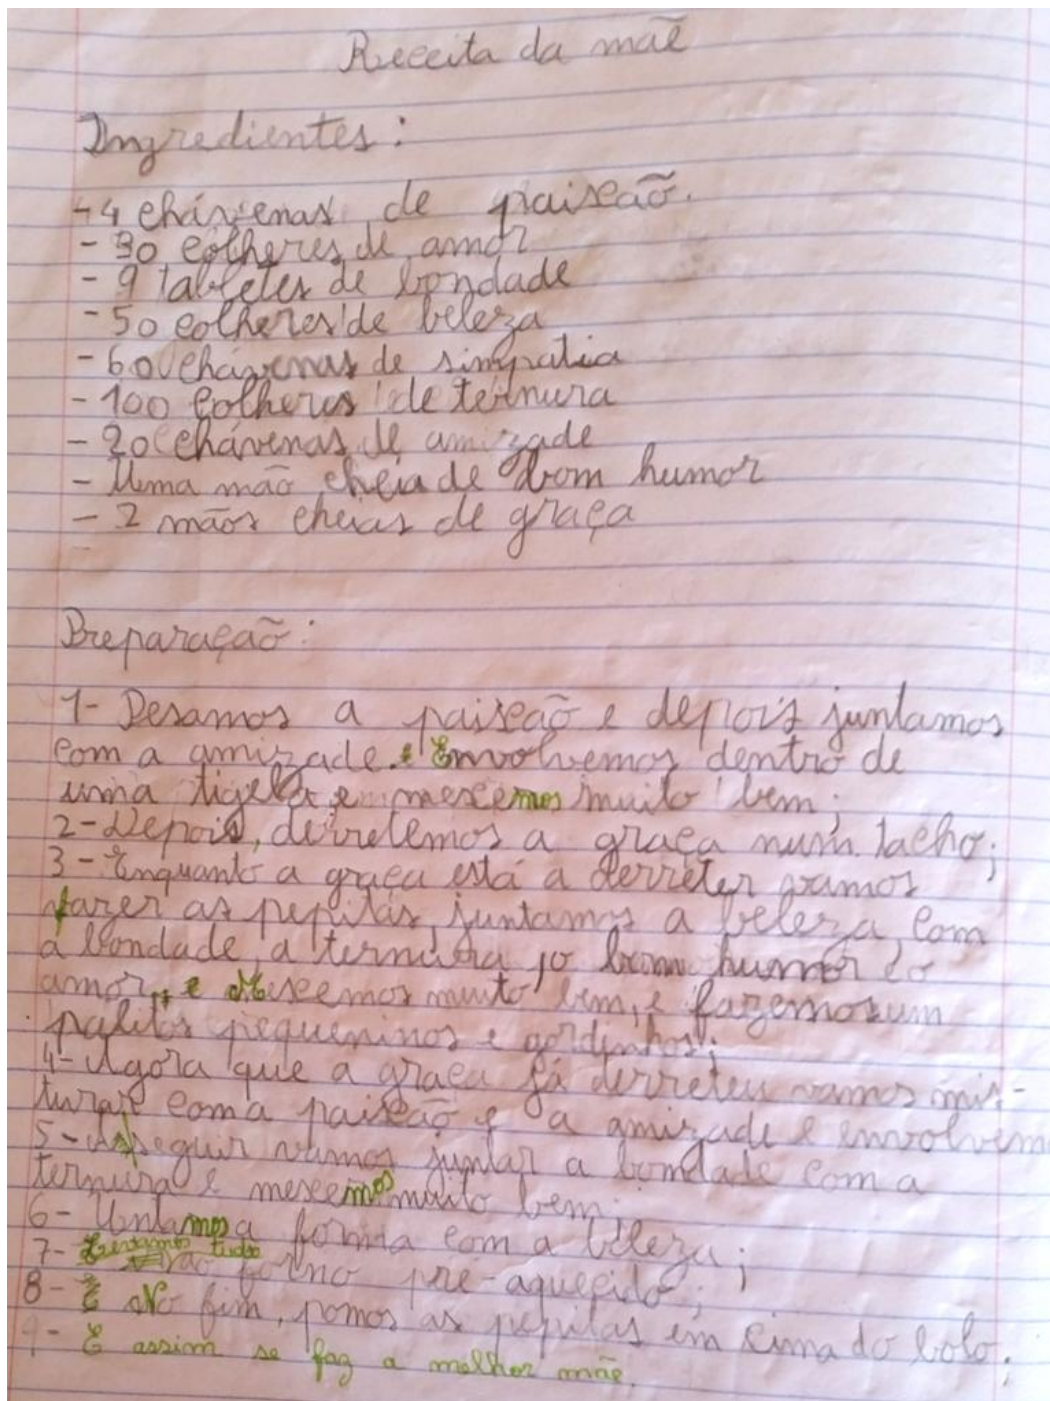 Receita da mãe
Ingredientes:
- 4 chávenas de paixão.
- 30 colheres de amor
- 9 tabletes de bondade
- 50 colheres de beleza
- 60 chávenas de simpatia
- 100 colheres de ternura
- 20 chávenas de amizade
- Uma mão cheia de bom humor
- 2 mãos cheias de graça
Preparação:
1- Desamos a paixão e depois juntamos
com a amizade. Envolvemos dentro de
uma tigela e mexemos muito bem;
2- Depois, derretemos a graça num tacho;
3- Enquanto a graça está a derreter vamos
fazer as pepitas, juntamos a beleza, com
a bondade, a ternura, o bom humor e o
amor, e Mexemos muito bem, e fazemos um
palitos pequeninos e gordinhos;
4- Agora que a graça já derreteu vamos mis-
turar com a paixão e a amizade e envolvem
5- A seguir vamos juntar a bondade com a
ternura e mexemos muito bem;
6- Untamos a forma com a beleza;
7- Levamos tudo ao forno pré-aquecido;
8- E No fim, pomos as pepitas em cima do bolo;
9- E assim se faz a melhor mãe.